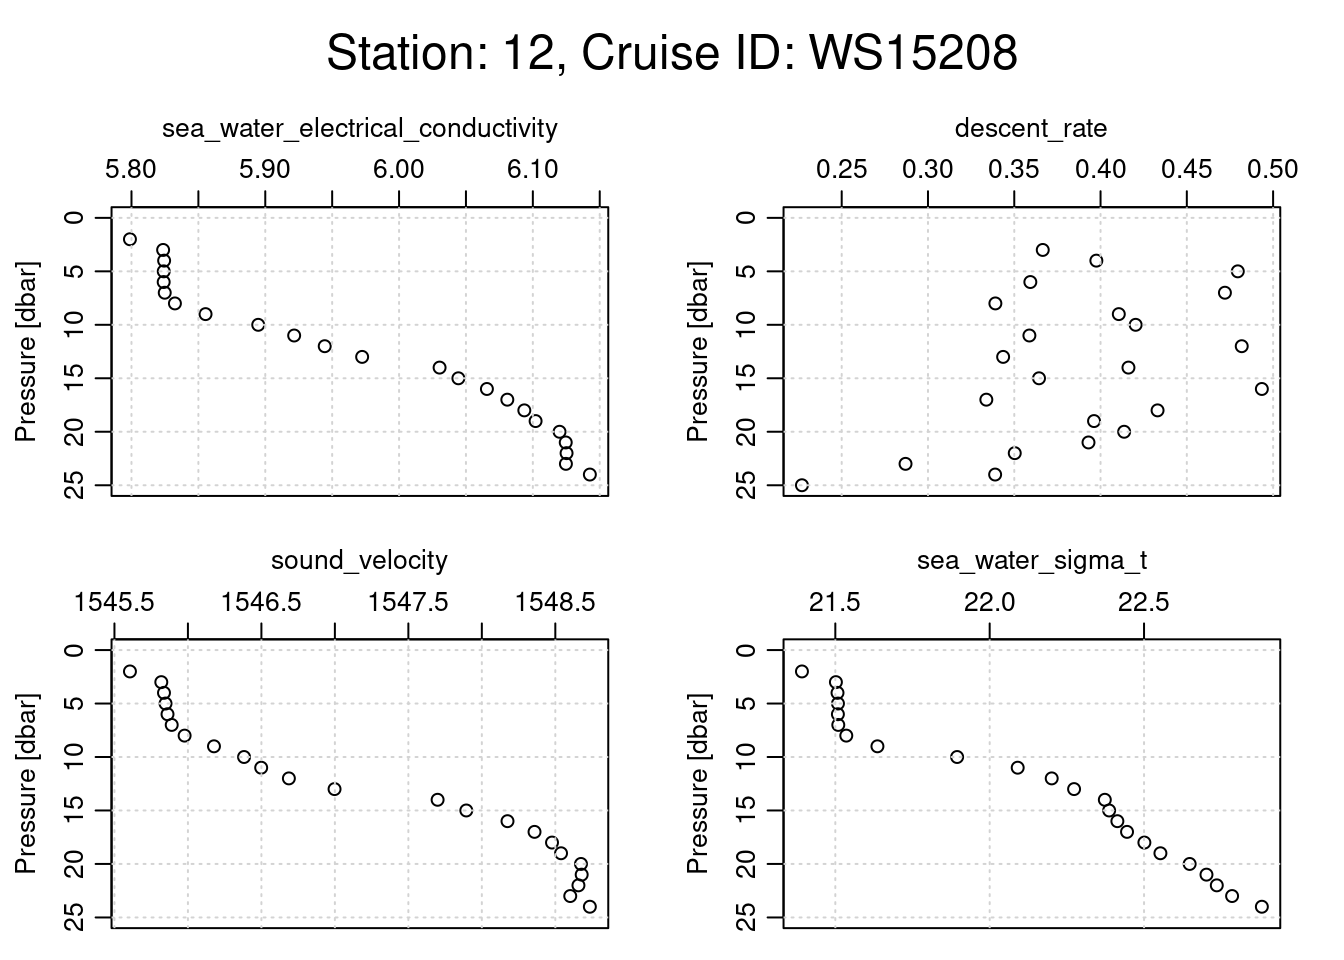 Station: 12, Cruise ID: WS15208
sea_water_electrical_conductivity
5.80 5.90 6.00 6.10
Pressure [dbar]
0
5
10
15
20
25
descent_rate
0.25 0.30 0.35 0.40 0.45 0.50
Pressure [dbar]
0
5
10
15
20
25
sound_velocity
1545.5 1546.5 1547.5 1548.5
Pressure [dbar]
0
5
10
15
20
25
sea_water_sigma_t
21.5 22.0 22.5
Pressure [dbar]
0
5
10
15
20
25